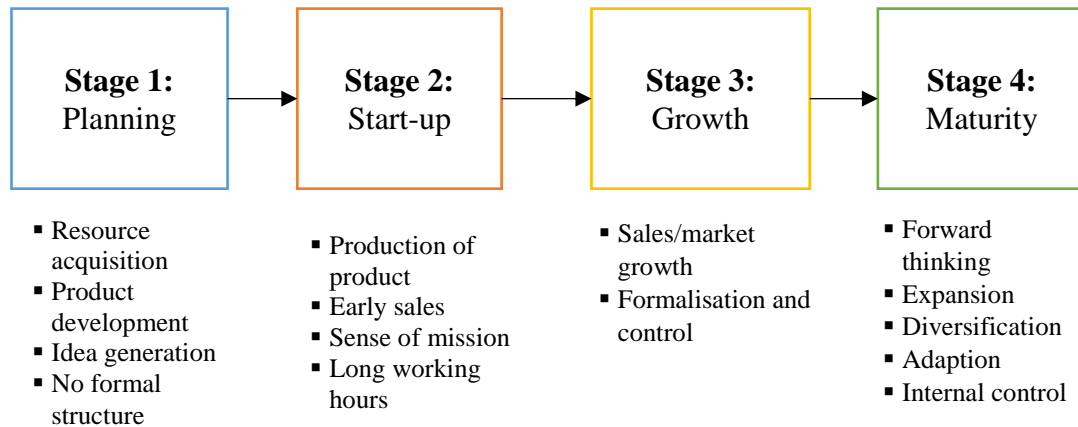 Stage 1:
Planning
Stage 2:
Start-up
Stage 3:
Growth
Stage 4:
Maturity
▪ Resource
acquisition
▪ Product
development
▪ Idea generation
▪ No formal
structure
▪ Production of
product
▪ Early sales
▪ Sense of mission
▪ Long working
hours
▪ Sales/market
growth
▪ Formalisation and
control
▪ Forward
thinking
▪ Expansion
▪ Diversification
▪ Adaption
▪ Internal control